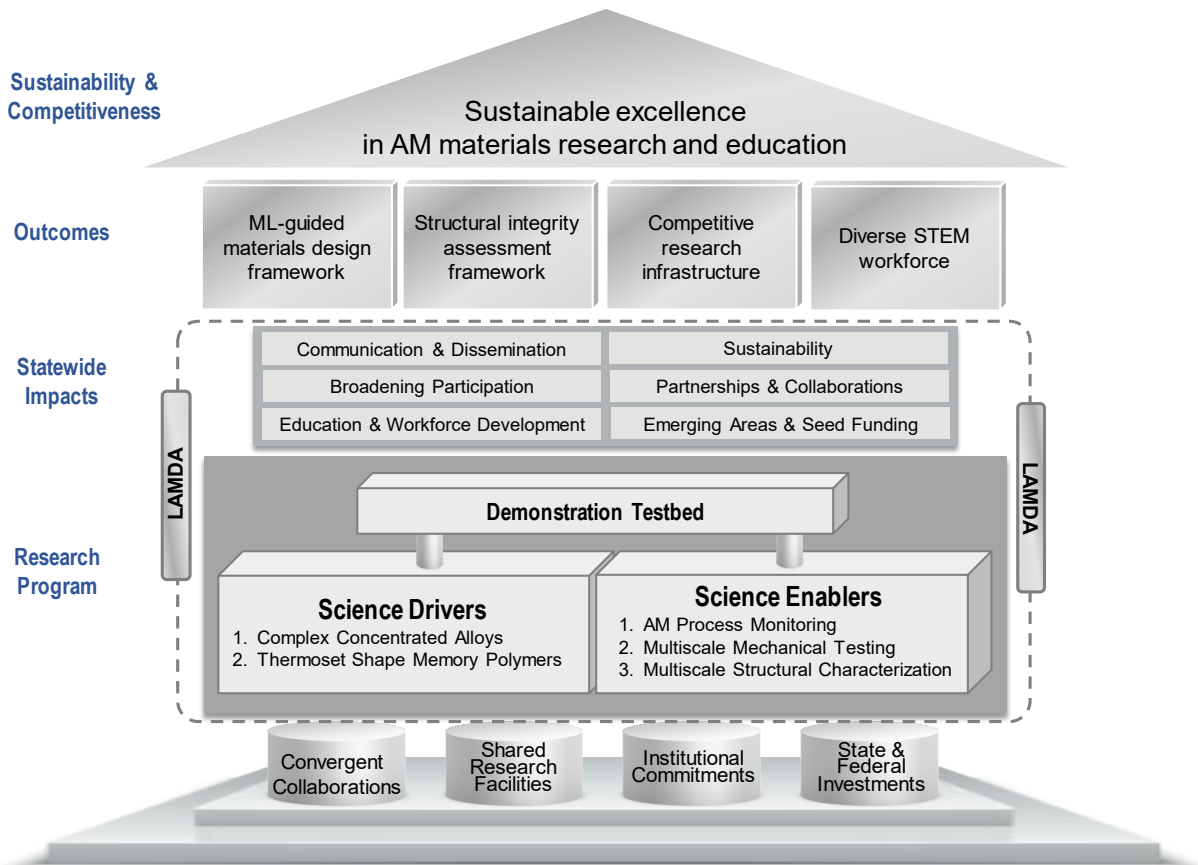 Sustainability &
Competitiveness
Sustainable excellence
in AM materials research and education
Outcomes
ML-guided
materials design
framework
Structural integrity
assessment
framework
Competitive
research
infrastructure
Diverse STEM
workforce
Statewide
Impacts
Communication & Dissemination
Sustainability
Broadening Participation
Partnerships & Collaborations
Education & Workforce Development
Emerging Areas & Seed Funding
LAMDA
LAMDA
Research
Program
Demonstration Testbed
Science Drivers
1. Complex Concentrated Alloys
2. Thermoset Shape Memory Polymers
Science Enablers
1. AM Process Monitoring
2. Multiscale Mechanical Testing
3. Multiscale Structural Characterization
Convergent
Collaborations
Shared
Research
Facilities
Institutional
Commitments
State &
Federal
Investments